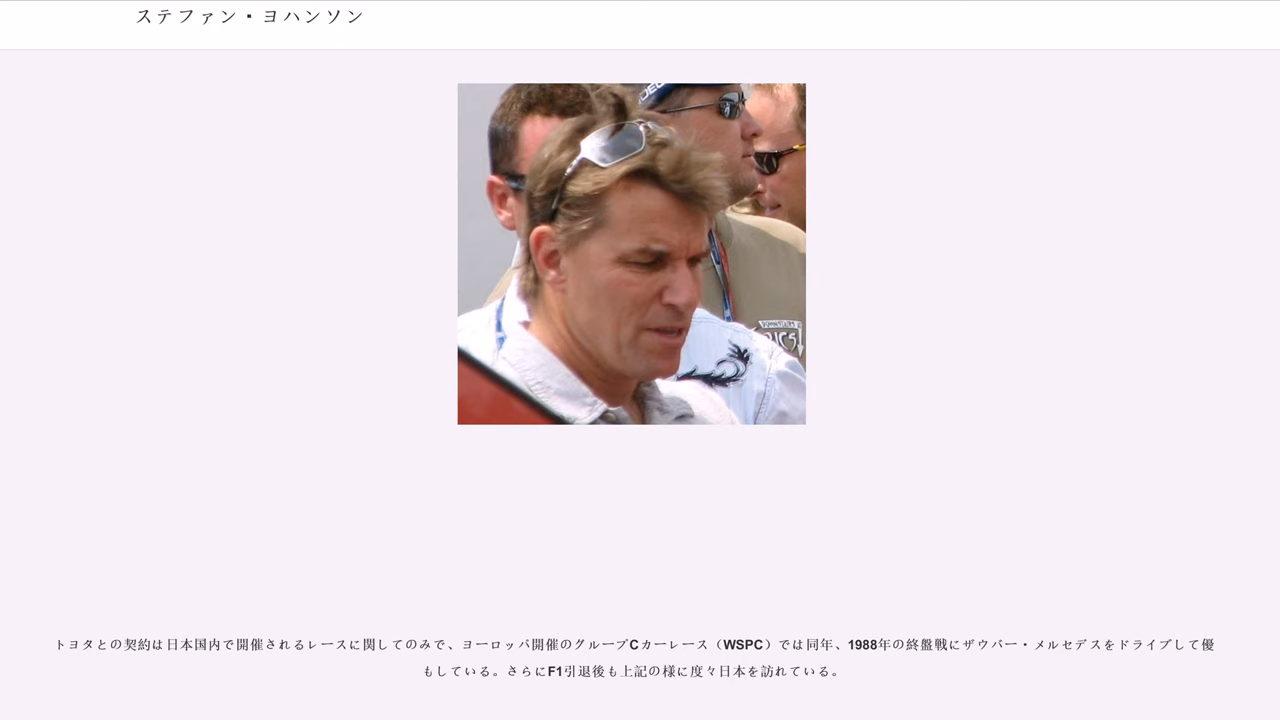 ステファン・ヨハンソン
トヨタとの契約は日本国内で開催されるレースに関してのみで、ヨーロッパ開催のグループCカーレース（WSPC）では同年、1988年の終盤戦にザウバー・メルセデスをドライブして優
もしている。さらにF1引退後も上記の様に度々日本を訪れている。